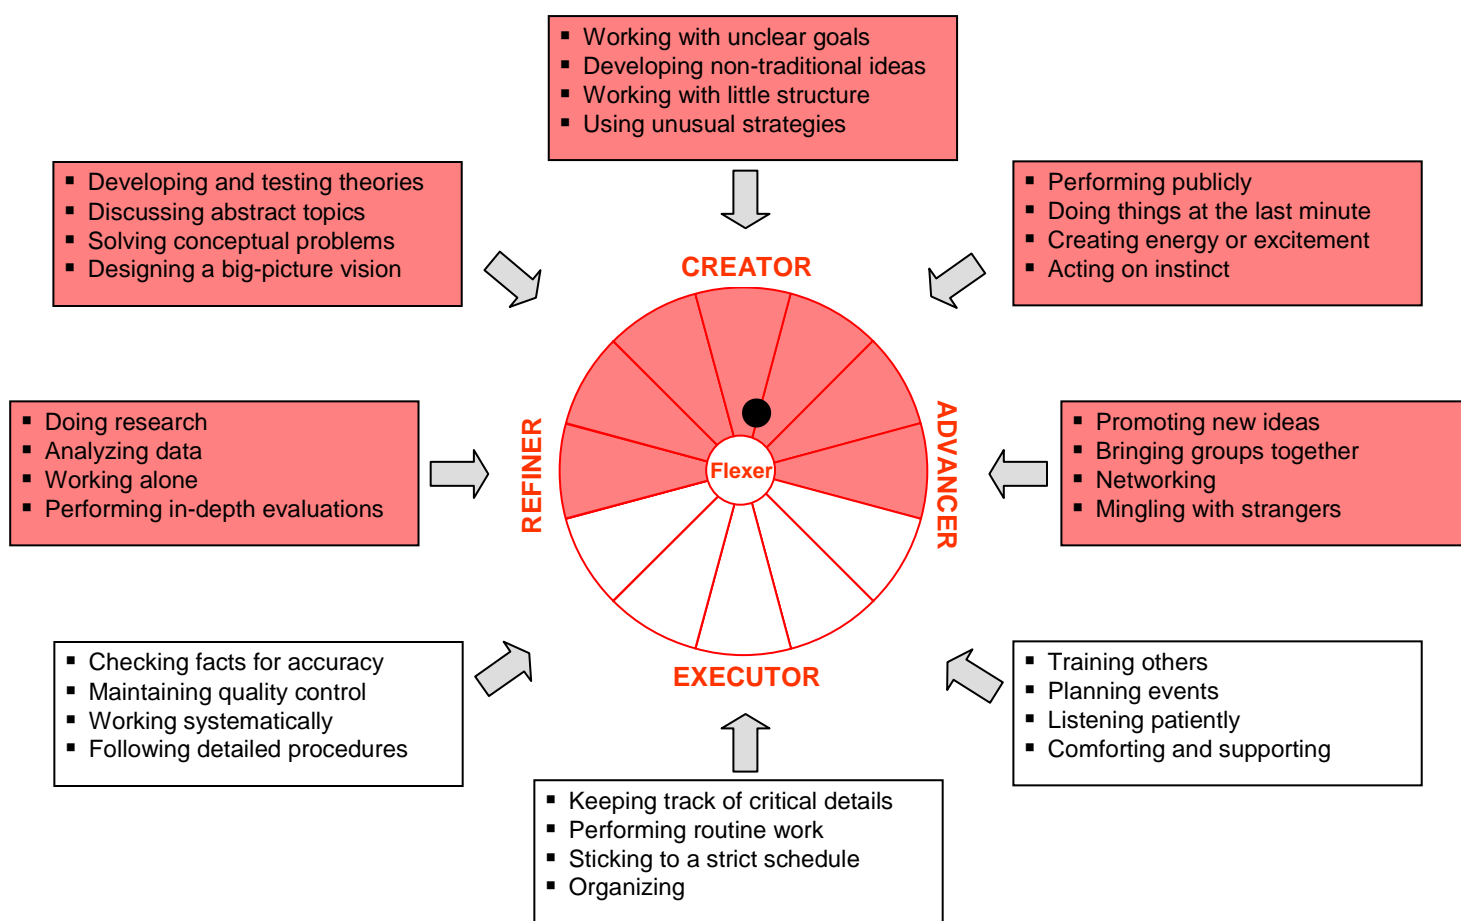 ▪ Working with unclear goals
▪ Developing non-traditional ideas
▪ Working with little structure
▪ Using unusual strategies
▪ Developing and testing theories
▪ Discussing abstract topics
▪ Solving conceptual problems
▪ Designing a big-picture vision
▪ Performing publicly
▪ Doing things at the last minute
▪ Creating energy or excitement
▪ Acting on instinct
CREATOR
▪ Doing research
▪ Analyzing data
▪ Working alone
▪ Performing in-depth evaluations
REFINER
Flexer
ADVANCER
▪ Promoting new ideas
▪ Bringing groups together
▪ Networking
▪ Mingling with strangers
▪ Checking facts for accuracy
▪ Maintaining quality control
▪ Working systematically
▪ Following detailed procedures
EXECUTOR
▪ Training others
▪ Planning events
▪ Listening patiently
▪ Comforting and supporting
▪ Keeping track of critical details
▪ Performing routine work
▪ Sticking to a strict schedule
▪ Organizing